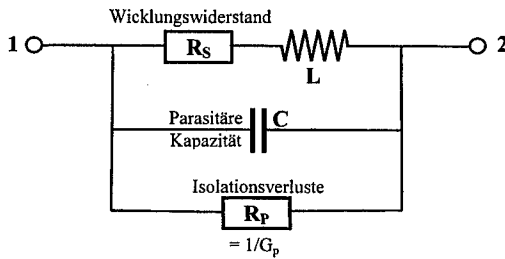 Wicklungswiderstand
1
R_S
L
2
Parasitäre
Kapazität
C
Isolationsverluste
R_P
= 1/G_p